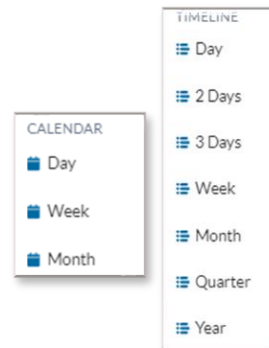 CALENDAR
Day
Week
Month
TIMELINE
Day
2 Days
3 Days
Week
Month
Quarter
Year